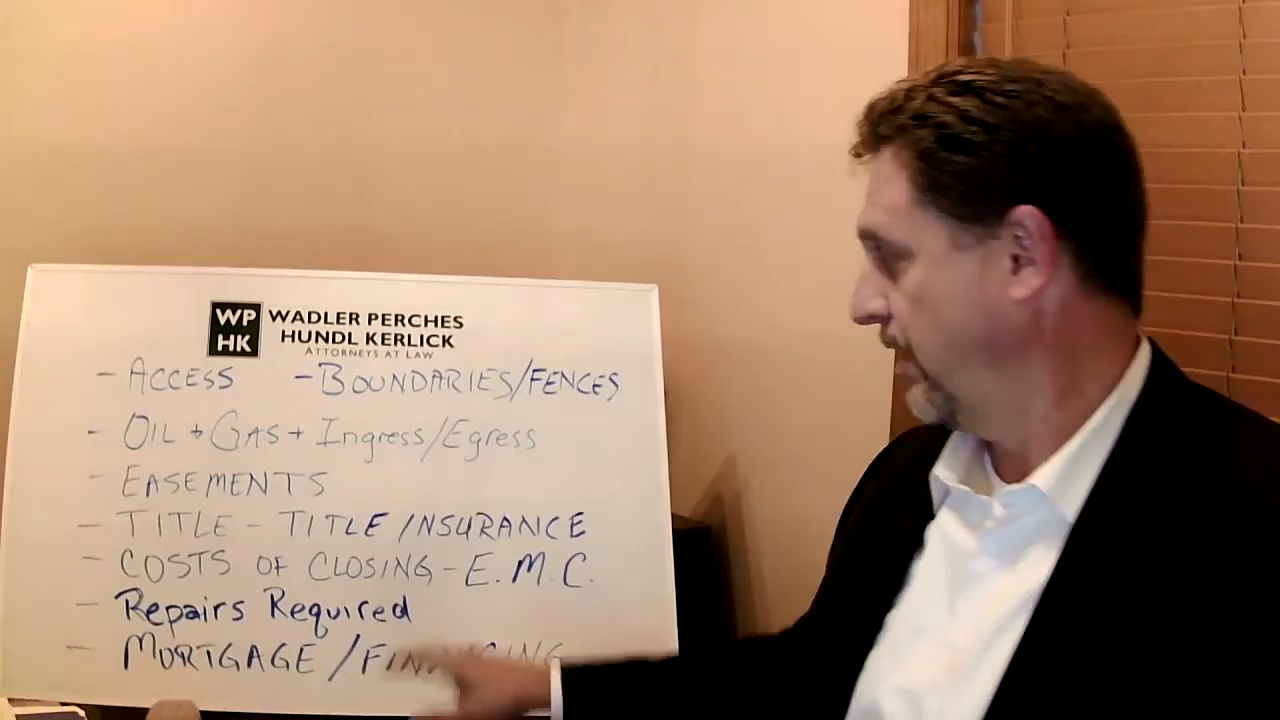 WP WADLER PERCHES
HK HUNDL KERLICK
ATTORNEYS AT LAW
- ACCESS - BOUNDARIES/FENCES
- OIL + GAS + Ingress/Egress
- EASEMENTS
- TITLE - TITLE INSURANCE
- COSTS OF CLOSING - E.M.C.
- Repairs Required
- MORTGAGE / FINANCING